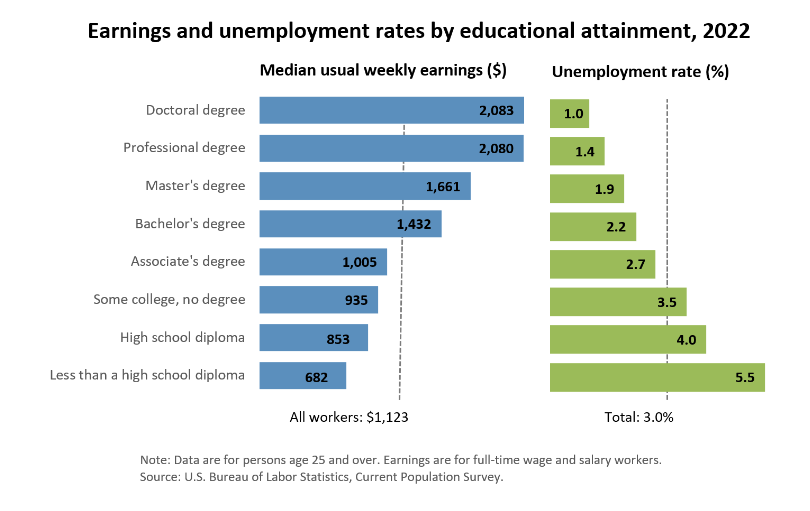 Earnings and unemployment rates by educational attainment, 2022
Median usual weekly earnings ($)
Unemployment rate (%)
Doctoral degree 2,083 1.0
Professional degree 2,080 1.4
Master's degree 1,661 1.9
Bachelor's degree 1,432 2.2
Associate's degree 1,005 2.7
Some college, no degree 935 3.5
High school diploma 853 4.0
Less than a high school diploma 682 5.5
All workers: $1,123
Total: 3.0%
Note: Data are for persons age 25 and over. Earnings are for full-time wage and salary workers.
Source: U.S. Bureau of Labor Statistics, Current Population Survey.